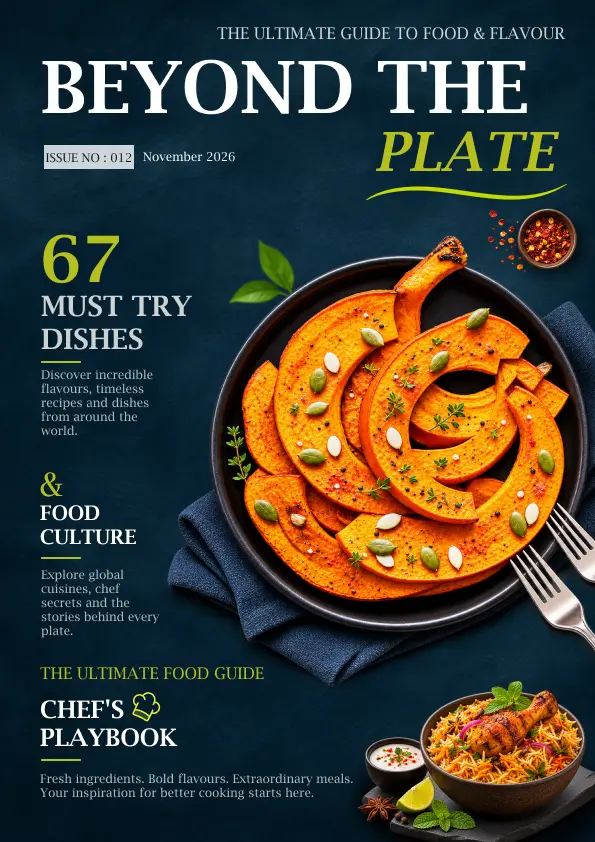 THE ULTIMATE GUIDE TO FOOD & FLAVOUR
BEYOND THE
PLATE
ISSUE NO : 012 November 2026
67
MUST TRY
DISHES
Discover incredible
flavours, timeless
recipes and dishes
from around the
world.
&
FOOD
CULTURE
Explore global
cuisines, chef
secrets and the
stories behind every
plate.
THE ULTIMATE FOOD GUIDE
CHEF'S
PLAYBOOK
Fresh ingredients. Bold flavours. Extraordinary meals.
Your inspiration for better cooking starts here.